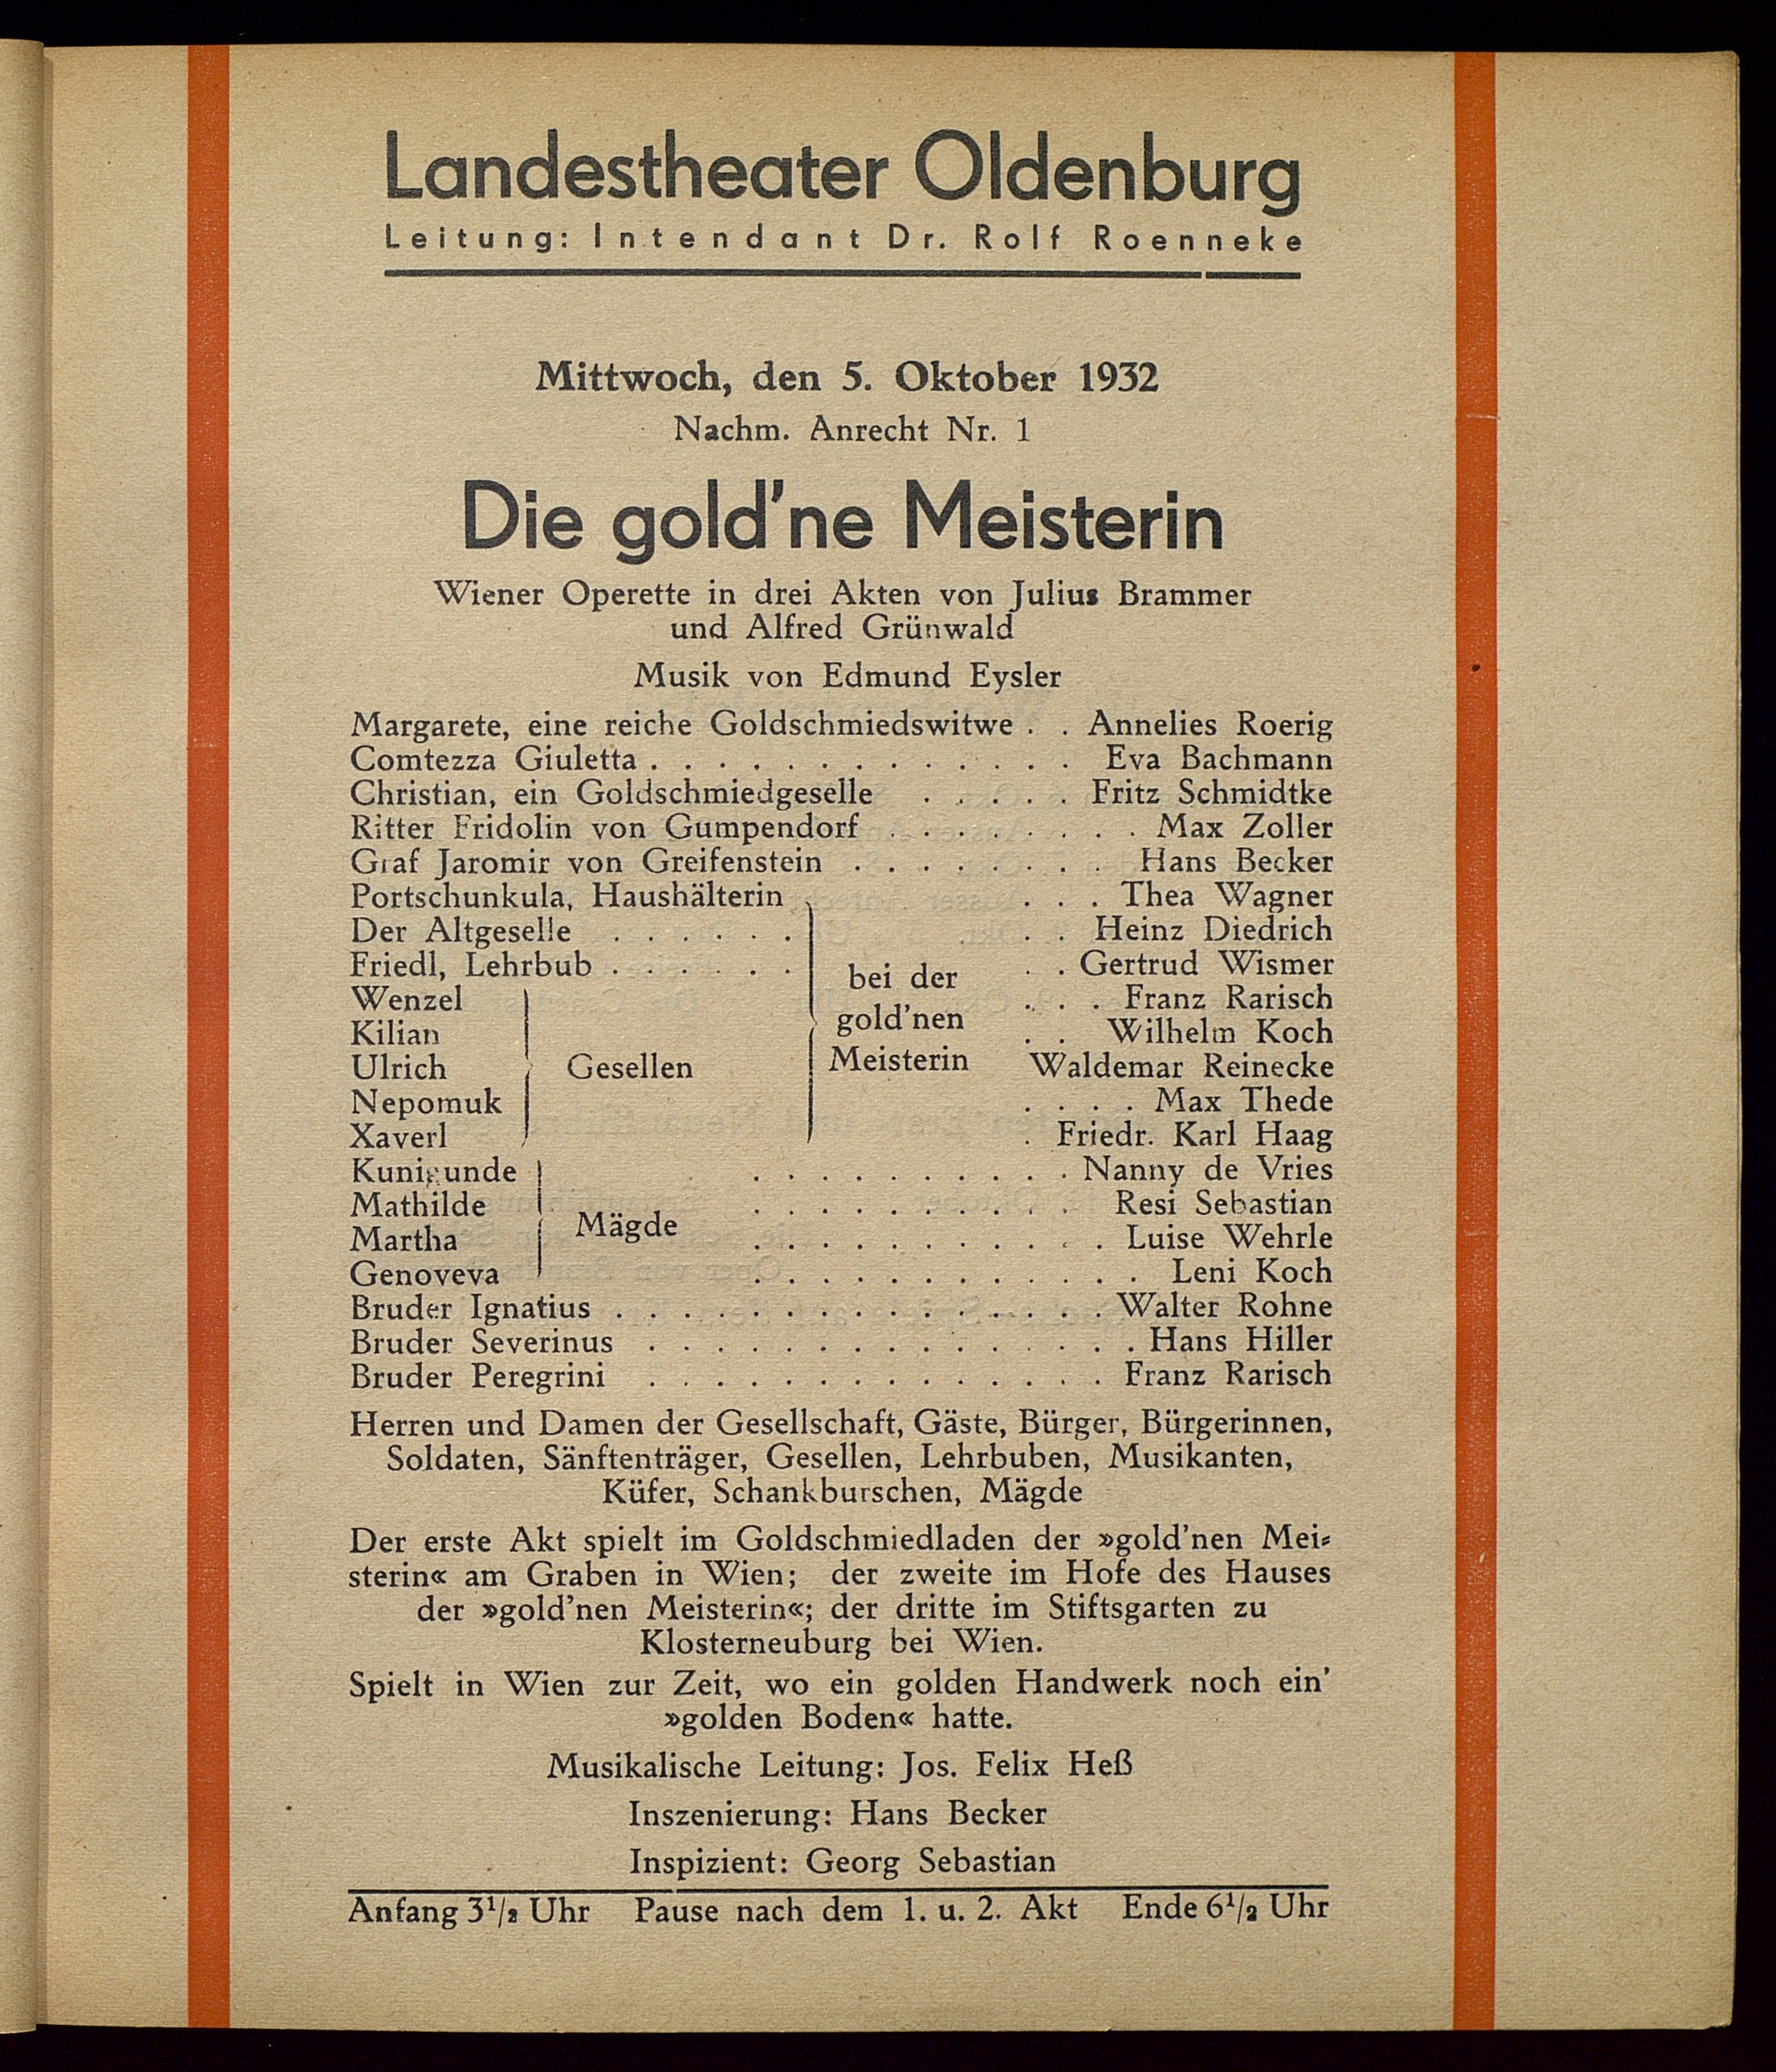 Landestheater Oldenburg
Leitung: Intendant Dr. Rolf Roenneke
Mittwoch, den 5. Oktober 1932
Nachm. Anrecht Nr. 1
Die gold'ne Meisterin
Wiener Operette in drei Akten von Julius Brammer
und Alfred Grünwald
Musik von Edmund Eysler
Margarete, eine reiche Goldschmiedswitwe . . Annelies Roerig
Comtezza Giuletta . . . . . . . . . . . . . Eva Bachmann
Christian, ein Goldschmiedgeselle . . . . . Fritz Schmidtke
Ritter Fridolin von Gumpendorf . . . . . . . . Max Zoller
Graf Jaromir von Greifenstein . . . . . . . . Hans Becker
Portschunkula, Haushälterin . . . Thea Wagner
Der Altgeselle . . . . . . . . Heinz Diedrich
Friedl, Lehrbub . . . . . . bei der . . Gertrud Wismer
Wenzel . . . Franz Rarisch
Kilian gold'nen . . Wilhelm Koch
Ulrich Gesellen Meisterin Waldemar Reinecke
Nepomuk . . . . Max Thede
Xaverl . Friedr. Karl Haag
Kunigunde . . . . . . . . . . Nanny de Vries
Mathilde . . . . . . . . . . Resi Sebastian
Martha Mägde . . . . . . . . . . . Luise Wehrle
Genoveva . . . . . . . . . . . . Leni Koch
Bruder Ignatius . . . . . . . . . . . . . . . Walter Rohne
Bruder Severinus . . . . . . . . . . . . . . . Hans Hiller
Bruder Peregrini . . . . . . . . . . . . . . Franz Rarisch
Herren und Damen der Gesellschaft, Gäste, Bürger, Bürgerinnen,
Soldaten, Sänftenträger, Gesellen, Lehrbuben, Musikanten,
Küfer, Schankburschen, Mägde
Der erste Akt spielt im Goldschmiedladen der »gold'nen Mei-
sterin« am Graben in Wien; der zweite im Hofe des Hauses
der »gold'nen Meisterin«; der dritte im Stiftsgarten zu
Klosterneuburg bei Wien.
Spielt in Wien zur Zeit, wo ein golden Handwerk noch ein'
»golden Boden« hatte.
Musikalische Leitung: Jos. Felix Heß
Inszenierung: Hans Becker
Inspizient: Georg Sebastian
Anfang 3½ Uhr Pause nach dem 1. u. 2. Akt Ende 6½ Uhr